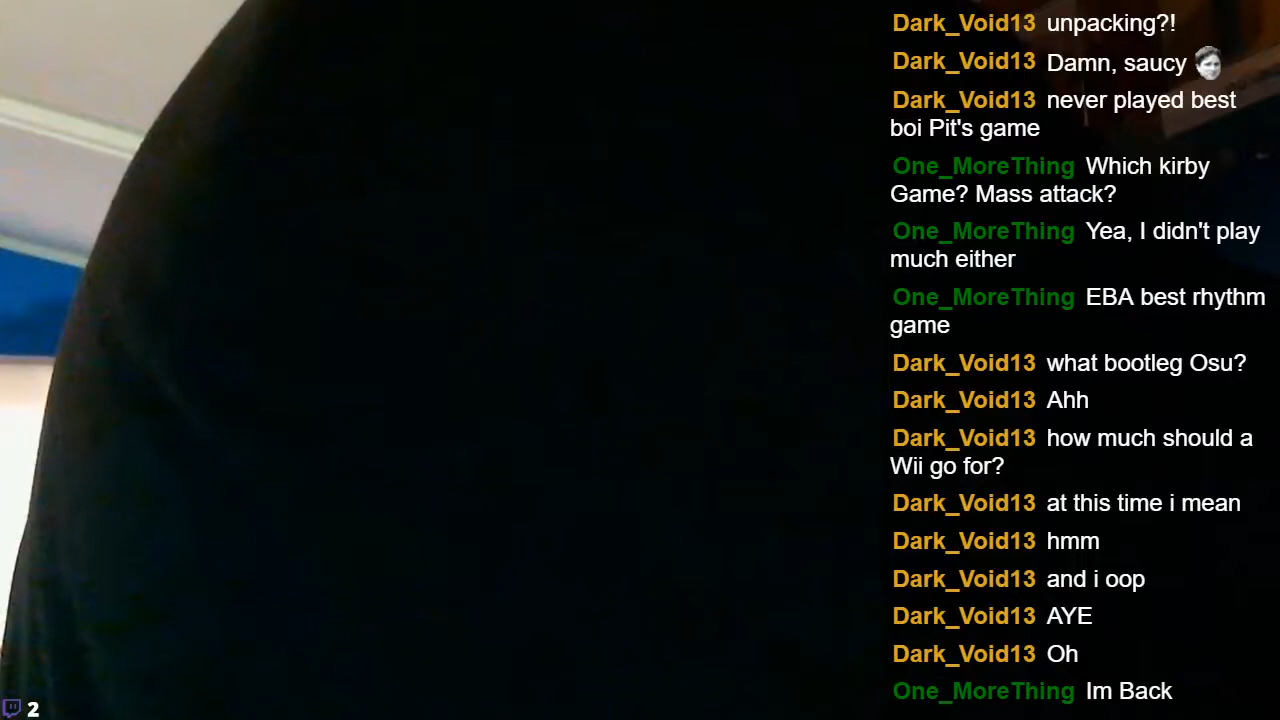 Dark_Void13 unpacking?!
Dark_Void13 Damn, saucy
Dark_Void13 never played best
boi Pit's game
One_MoreThing Which kirby
Game? Mass attack?
One_MoreThing Yea, I didn't play
much either
One_MoreThing EBA best rhythm
game
Dark_Void13 what bootleg Osu?
Dark_Void13 Ahh
Dark_Void13 how much should a
Wii go for?
Dark_Void13 at this time i mean
Dark_Void13 hmm
Dark_Void13 and i oop
Dark_Void13 AYE
Dark_Void13 Oh
One_MoreThing Im Back
2